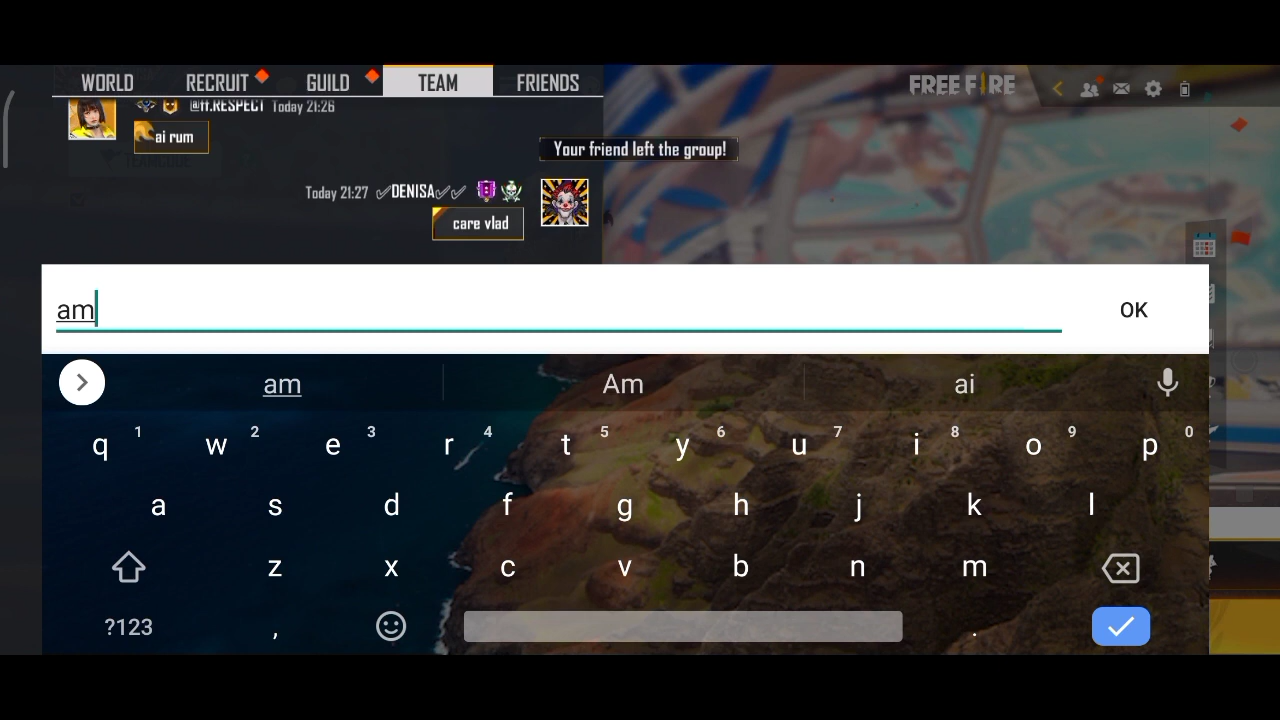 WORLD RECRUIT GUILD TEAM FRIENDS
FREE FIRE
@ff.RESPECT Today 21:26
ai rum
Your friend left the group!
Today 21:27 ✅DENISA✅✅
care vlad
am
OK
am Am ai
q 1 w 2 e 3 r 4 t 5 y 6 u 7 i 8 o 9 p 0
a s d f g h j k l
z x c v b n m
?123 , .